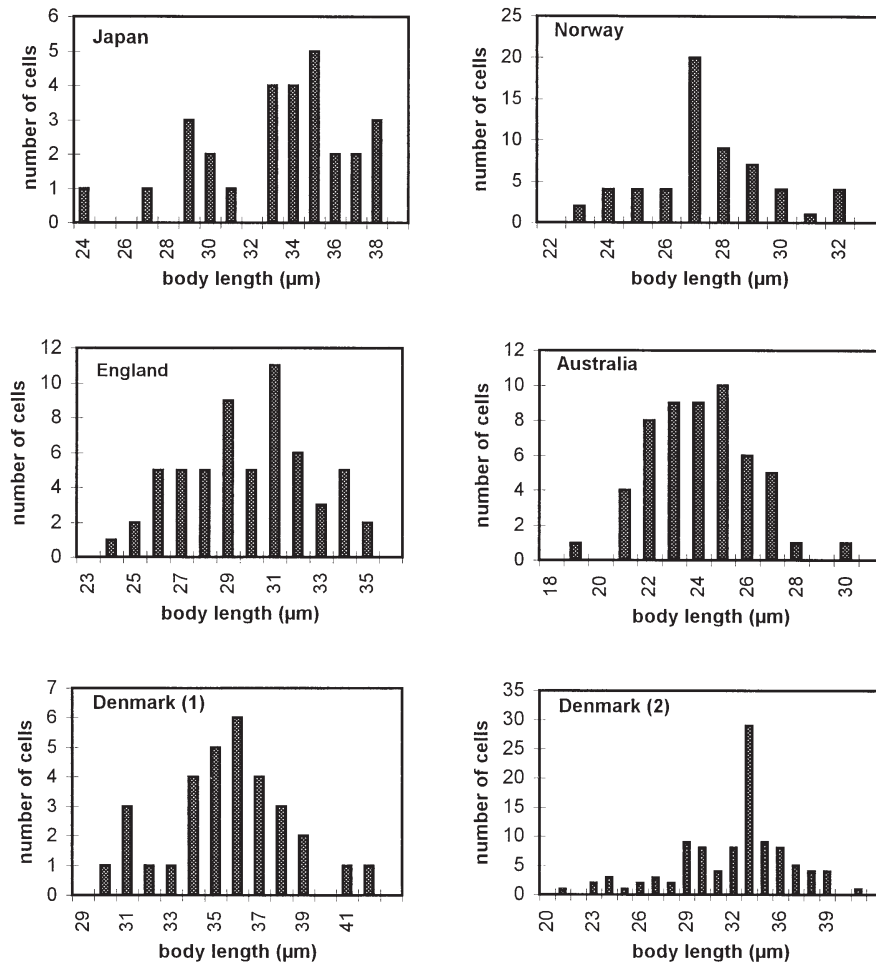 Japan
number of cells
6
5
4
3
2
1
0
24 26 28 30 32 34 36 38
body length (µm)
Norway
number of cells
25
20
15
10
5
0
22 24 26 28 30 32
body length (µm)
England
number of cells
12
10
8
6
4
2
0
23 25 27 29 31 33 35
body length (µm)
Australia
number of cells
12
10
8
6
4
2
0
18 20 22 24 26 28 30
body length (µm)
Denmark (1)
number of cells
7
6
5
4
3
2
1
0
29 31 33 35 37 39 41
body length (µm)
Denmark (2)
number of cells
35
30
25
20
15
10
5
0
20 23 26 29 32 36 39
body length (µm)